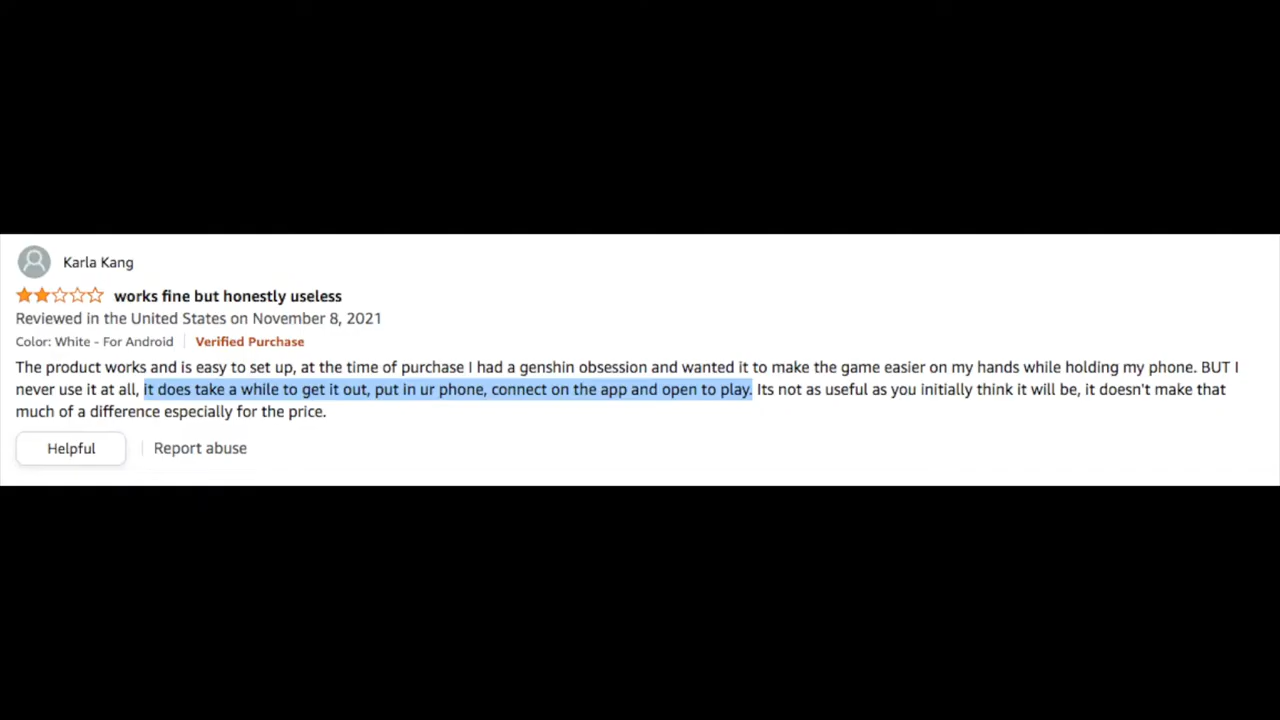 Karla Kang
works fine but honestly useless
Reviewed in the United States on November 8, 2021
Color: White - For Android Verified Purchase
The product works and is easy to set up, at the time of purchase I had a genshin obsession and wanted it to make the game easier on my hands while holding my phone. BUT I
never use it at all, it does take a while to get it out, put in ur phone, connect on the app and open to play. Its not as useful as you initially think it will be, it doesn't make that
much of a difference especially for the price.
Helpful Report abuse